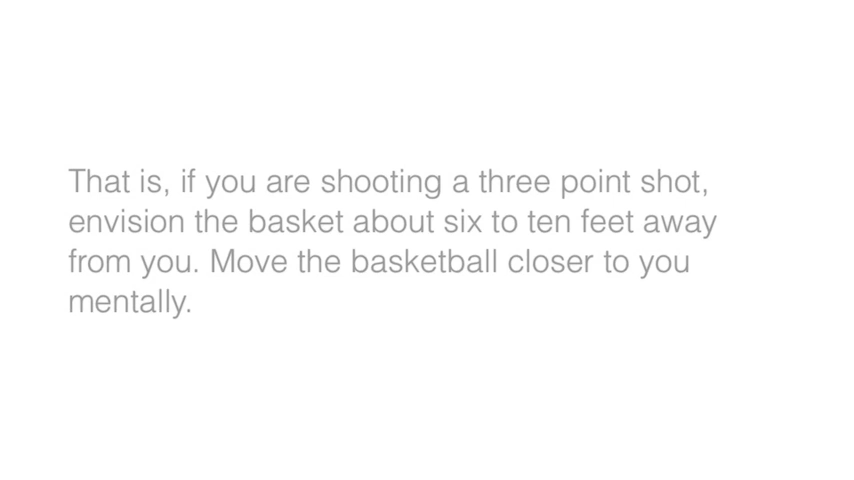 That is, if you are shooting a three point shot,
envision the basket about six to ten feet away
from you. Move the basketball closer to you
mentally.